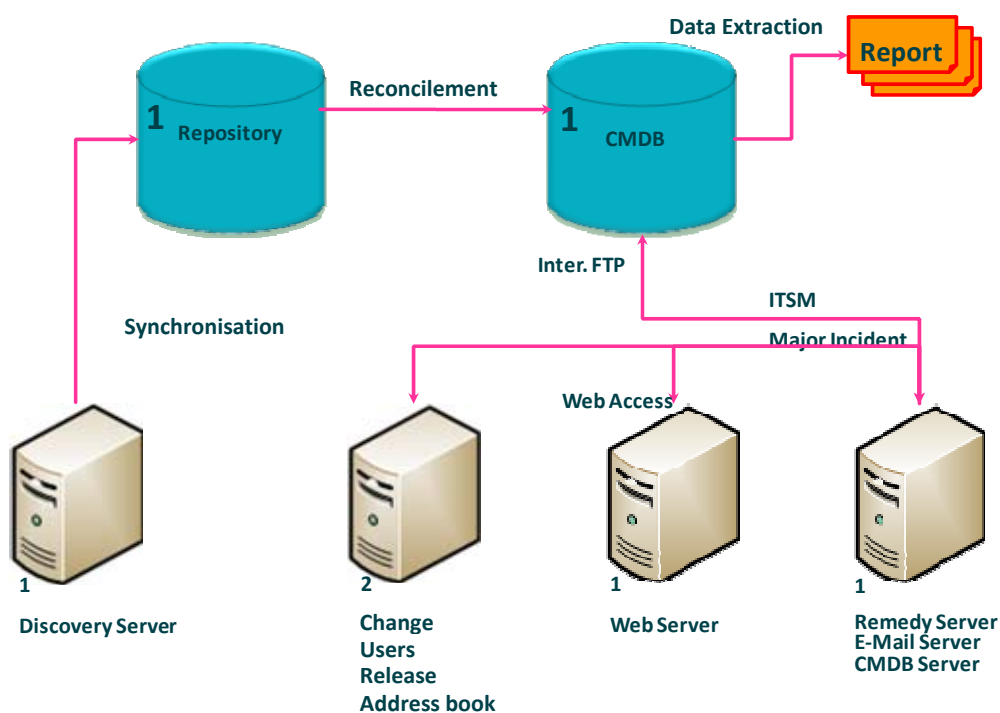 Data Extraction
Report
Reconcilement
1
Repository
1
CMDB
Inter. FTP
ITSM
Synchronisation
Major Incident
Web Access
1
Discovery Server
2
Change
Users
Release
Address book
1
Web Server
1
Remedy Server
E-Mail Server
CMDB Server